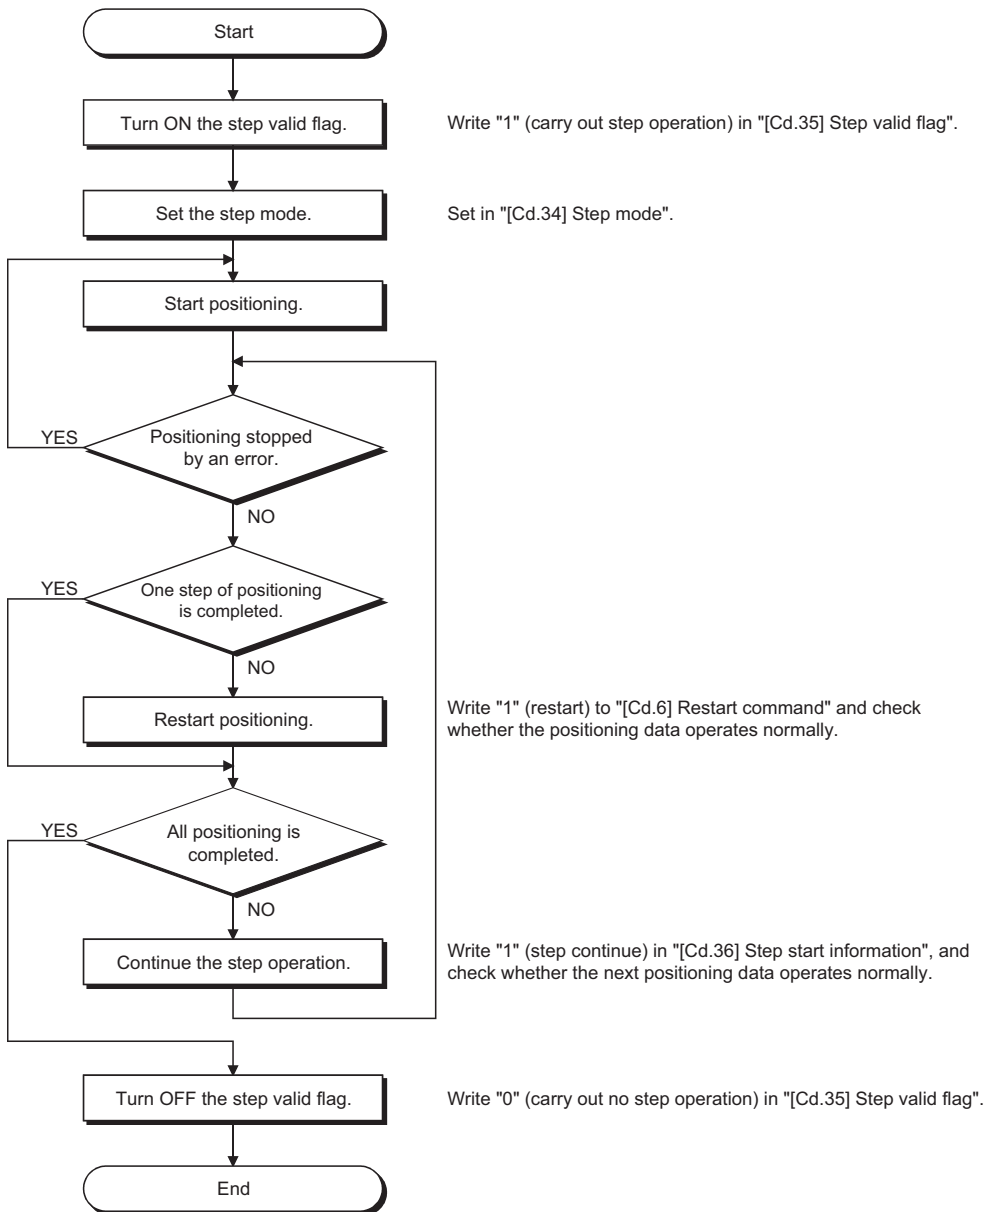 Start
Turn ON the step valid flag.
Write "1" (carry out step operation) in "[Cd.35] Step valid flag".
Set the step mode.
Set in "[Cd.34] Step mode".
Start positioning.
YES
Positioning stopped
by an error.
NO
YES
One step of positioning
is completed.
NO
Restart positioning.
Write "1" (restart) to "[Cd.6] Restart command" and check
whether the positioning data operates normally.
YES
All positioning is
completed.
NO
Continue the step operation.
Write "1" (step continue) in "[Cd.36] Step start information", and
check whether the next positioning data operates normally.
Turn OFF the step valid flag.
Write "0" (carry out no step operation) in "[Cd.35] Step valid flag".
End